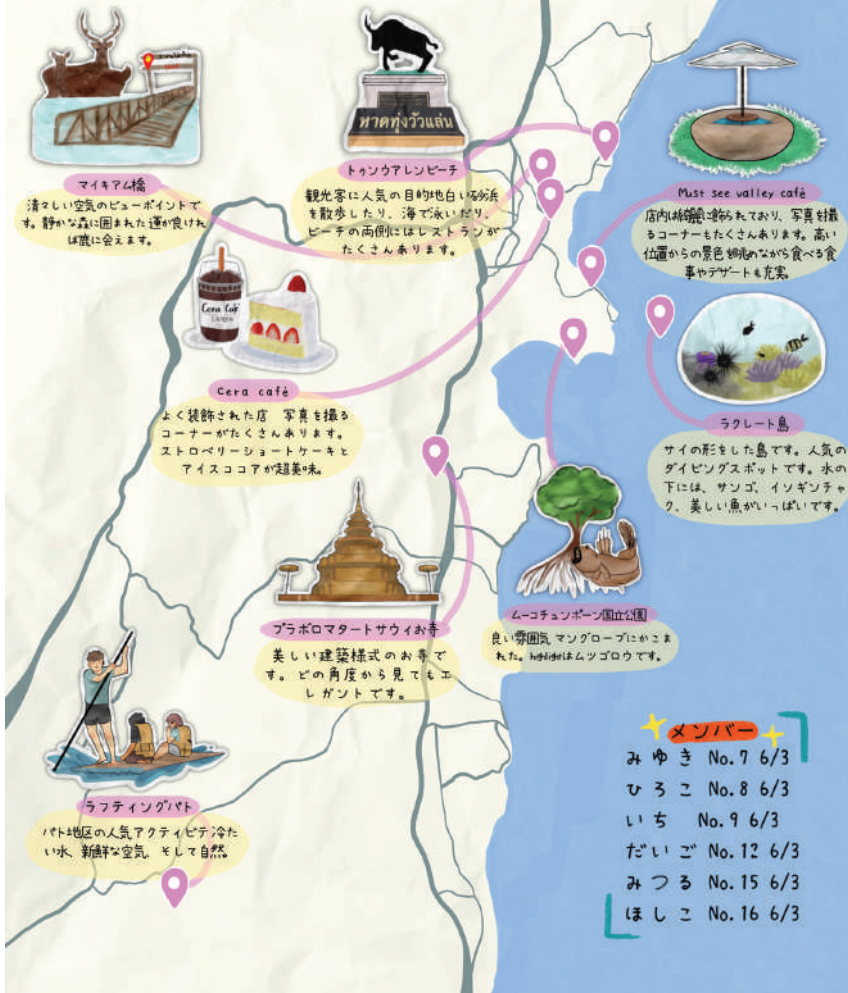 マイキアム橋
清々しい空気のビューポイントで
す。静かな森に囲まれた運が良けれ
ば鹿に会えます。
หาดทุ่งวัวแล่น
トゥンウアレンビーチ
観光客に人気の目的地白い砂浜
を散歩したり、海で泳いだり、
ビーチの両側にはレストランが
たくさんあります。
Must see valley café
店内は綺麗に飾られており、写真を撮
るコーナーもたくさんあります。高い
位置からの景色を眺めながら食べる食
事やデザートも充実。
Cera Café
Cera café
よく装飾された店 写真を撮る
コーナーがたくさんあります。
ストロベリーショートケーキと
アイスココアが超美味。
ラクレート島
サイの形をした島です。人気の
ダイビングスポットです。水の
下には、サンゴ、イソギンチャ
ク、美しい魚がいっぱいです。
プラボロマタートサウィお寺
美しい建築様式のお寺で
す。どの角度から見てもエ
レガントです。
ムーコチュンポーン国立公園
良い雰囲気 マングローブにかこま
れた。highlightはムツゴロウです。
ラフティングパト
パト地区の人気アクティビテ冷た
い水、新鮮な空気、そして自然。
メンバー
みゆき No.7 6/3
ひろこ No.8 6/3
いち No.9 6/3
だいご No.12 6/3
みつる No.15 6/3
ほしこ No.16 6/3